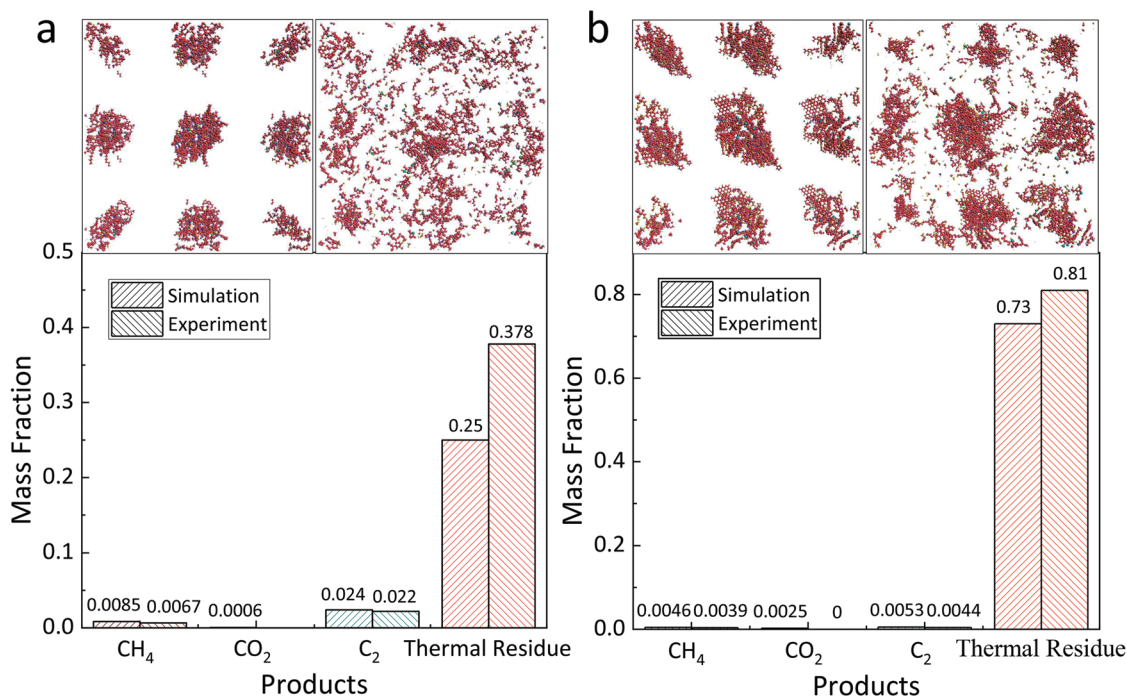 a
0.5
0.4
0.3
0.2
0.1
0.0
Mass Fraction
Simulation
Experiment
0.0085
0.0067
0.0006
0.024
0.022
0.25
0.378
CH4
CO2
C2
Thermal Residue
Products
b
0.8
0.6
0.4
0.2
0.0
Mass Fraction
Simulation
Experiment
0.0046
0.0039
0.0025
0
0.0053
0.0044
0.73
0.81
CH4
CO2
C2
Thermal Residue
Products